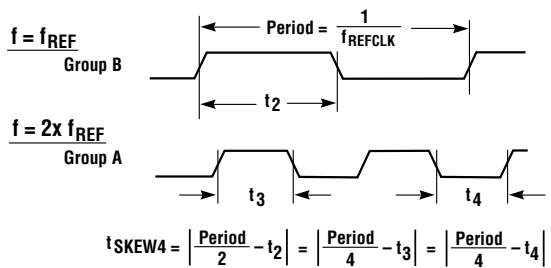 f = fREF
Group B
Period = 1/fREFCLK
t2
f = 2x fREF
Group A
t3
t4
tSKEW4 = |Period/2 – t2| = |Period/4 – t3| = |Period/4 – t4|